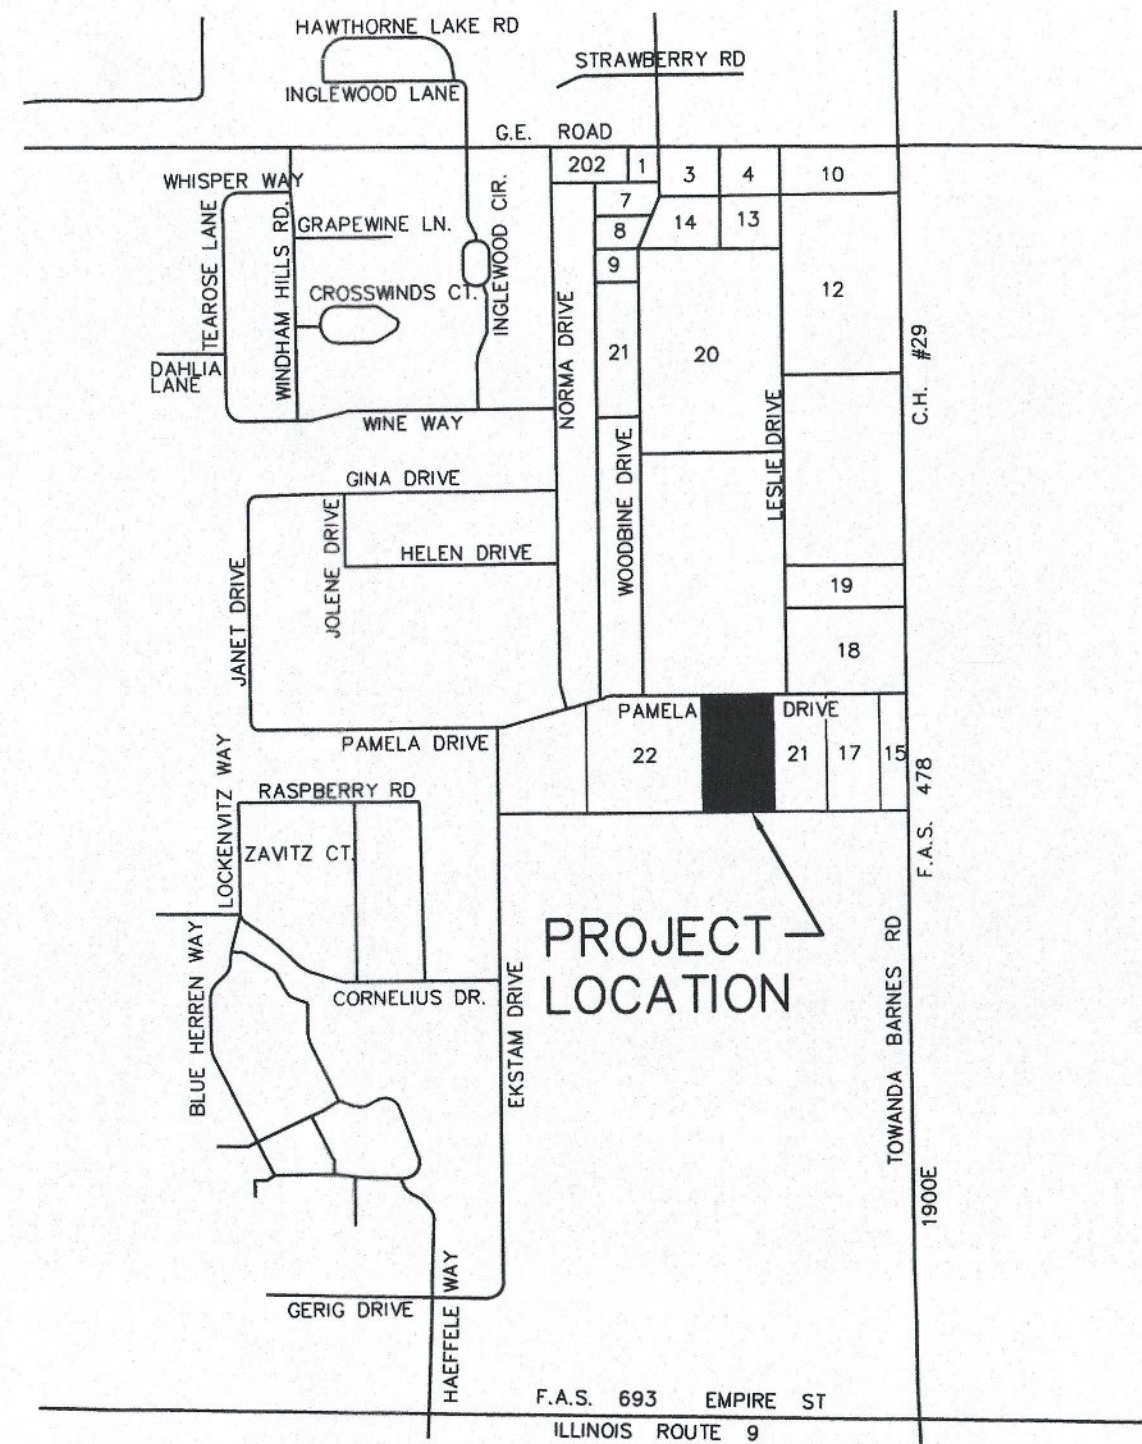 HAWTHORNE LAKE RD
STRAWBERRY RD
INGLEWOOD LANE
G.E. ROAD
202
1
3
4
10
WHISPER WAY
7
TEAROSE LANE
WINDHAM HILLS RD.
GRAPEWINE LN.
INGLEWOOD CIR.
8
14
13
9
CROSSWINDS CT.
12
NORMA DRIVE
21
20
C.H. #29
DAHLIA
LANE
WINE WAY
LESLIE DRIVE
WOODBINE DRIVE
GINA DRIVE
JOLENE DRIVE
HELEN DRIVE
JANET DRIVE
19
18
PAMELA DRIVE
PAMELA DRIVE
22
21
17
15
F.A.S. 478
LOCKENVITZ WAY
RASPBERRY RD
ZAVITZ CT.
PROJECT
LOCATION
BLUE HERREN WAY
CORNELIUS DR.
EKSTAM DRIVE
TOWANDA BARNES RD
1900E
GERIG DRIVE
HAEFFELE WAY
F.A.S. 693 EMPIRE ST
ILLINOIS ROUTE 9